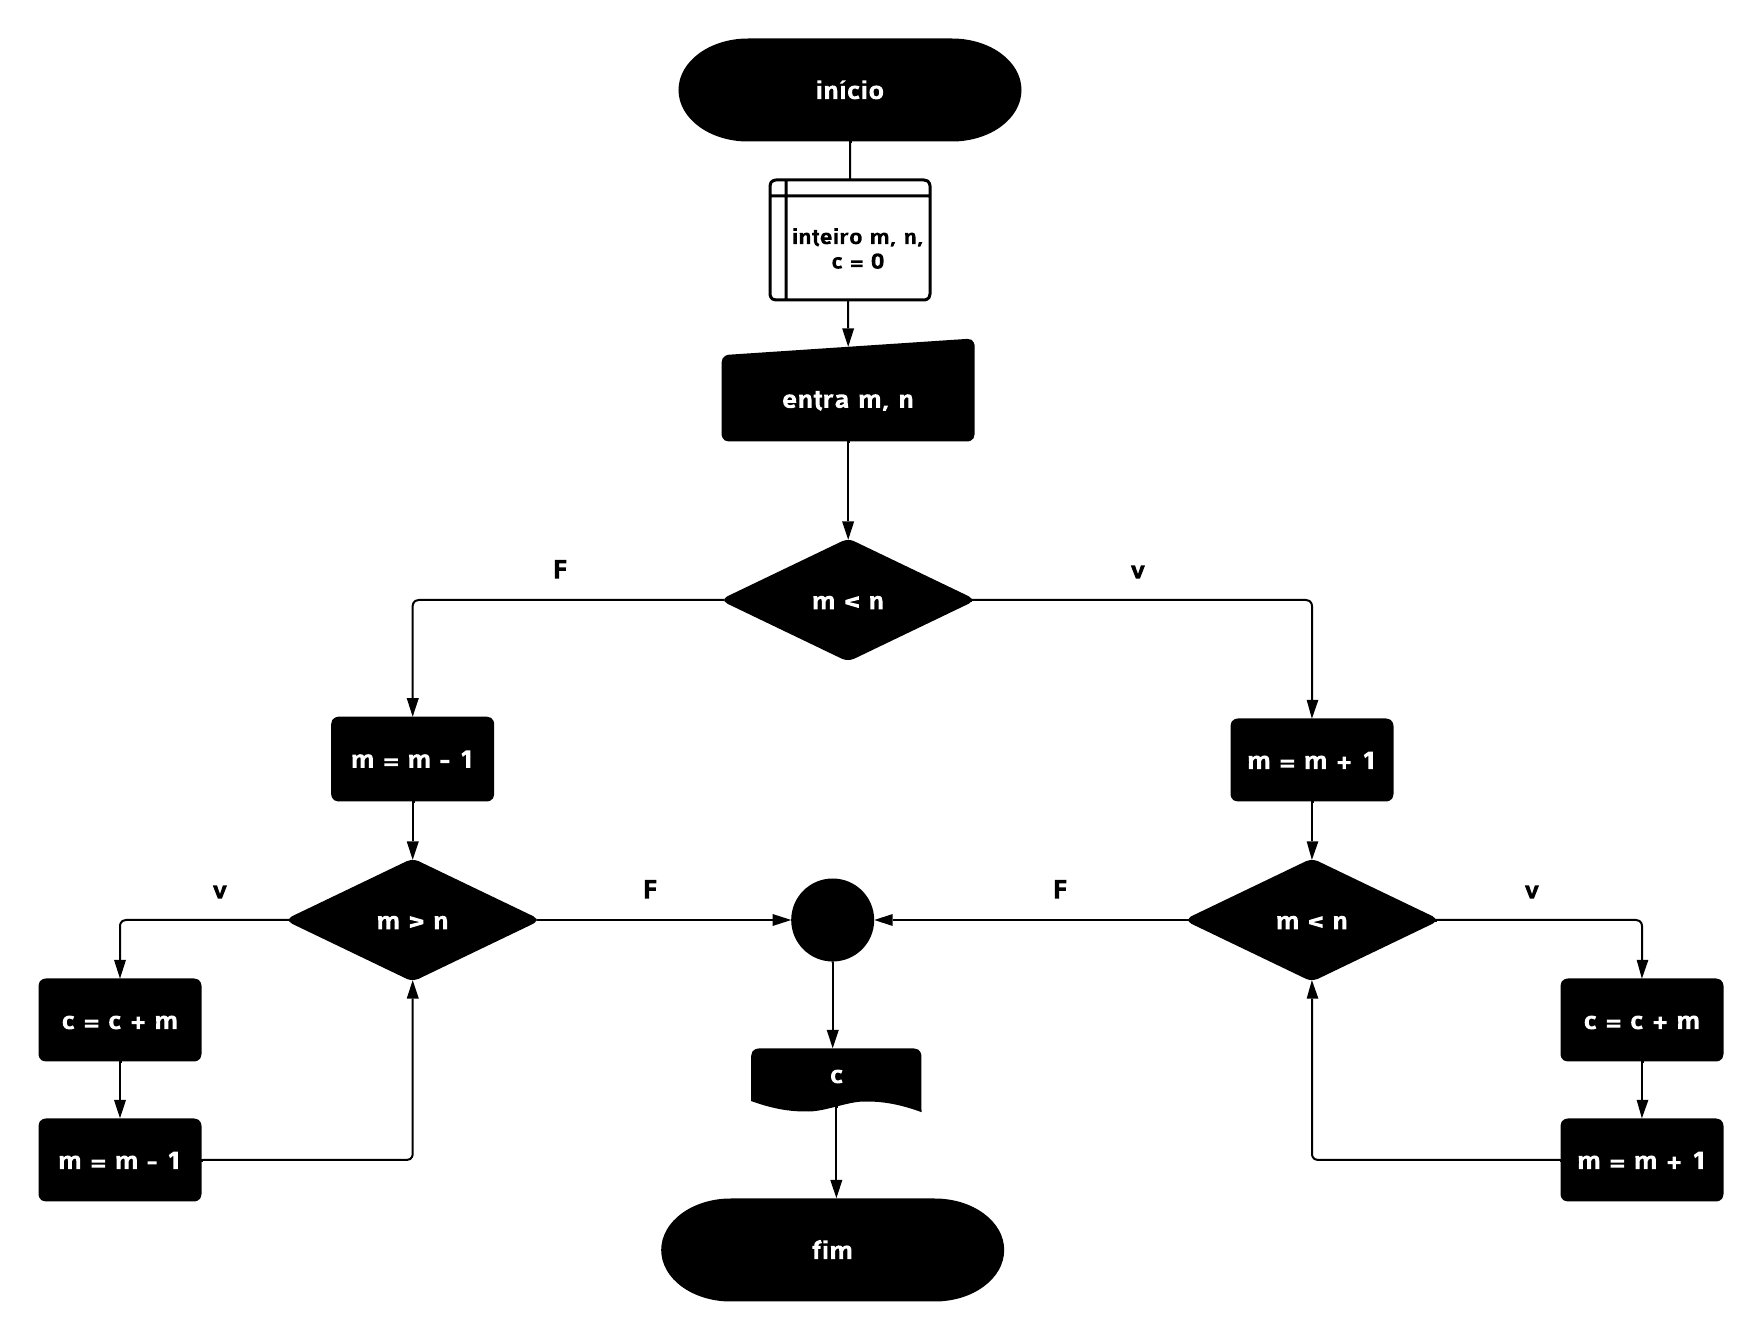 início
inteiro m, n,
c = 0
entra m, n
F
v
m < n
m = m - 1
m = m + 1
v
F
F
v
m > n
m < n
c = c + m
c = c + m
c
m = m - 1
m = m + 1
fim